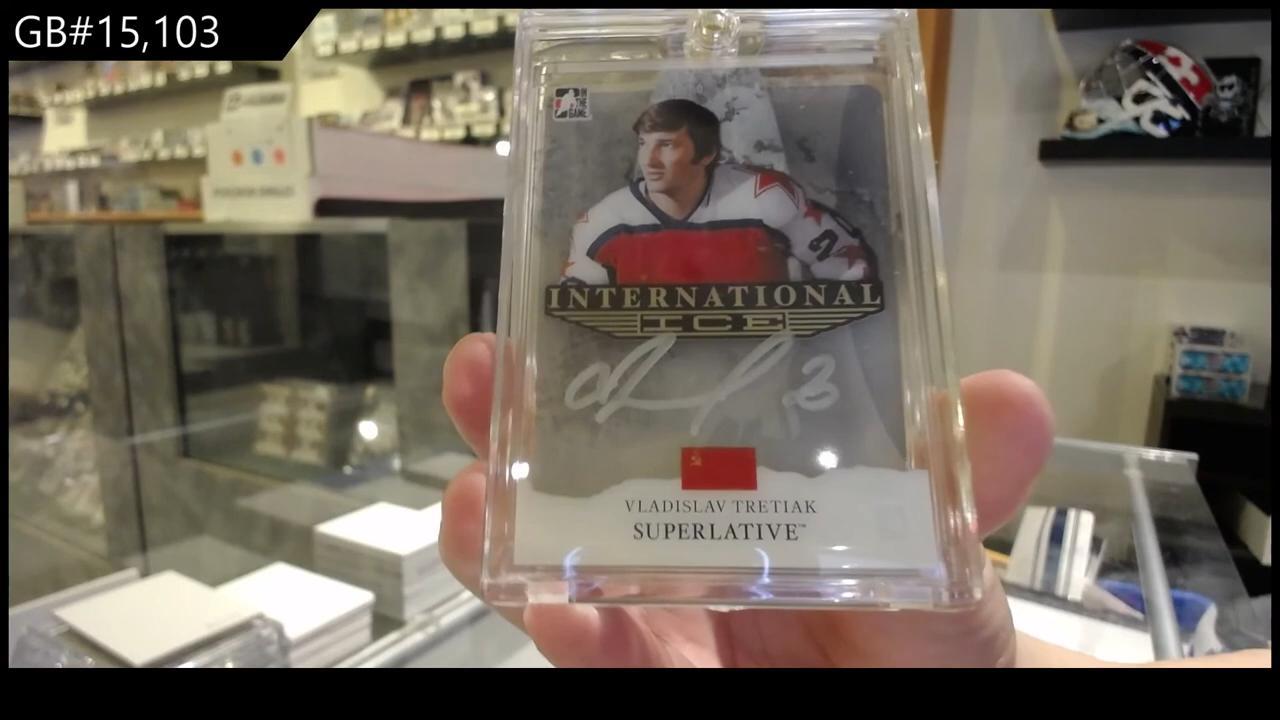 GB#15,103
IN
THE
GAME
INTERNATIONAL
ICE
VLADISLAV TRETIAK
SUPERLATIVE™